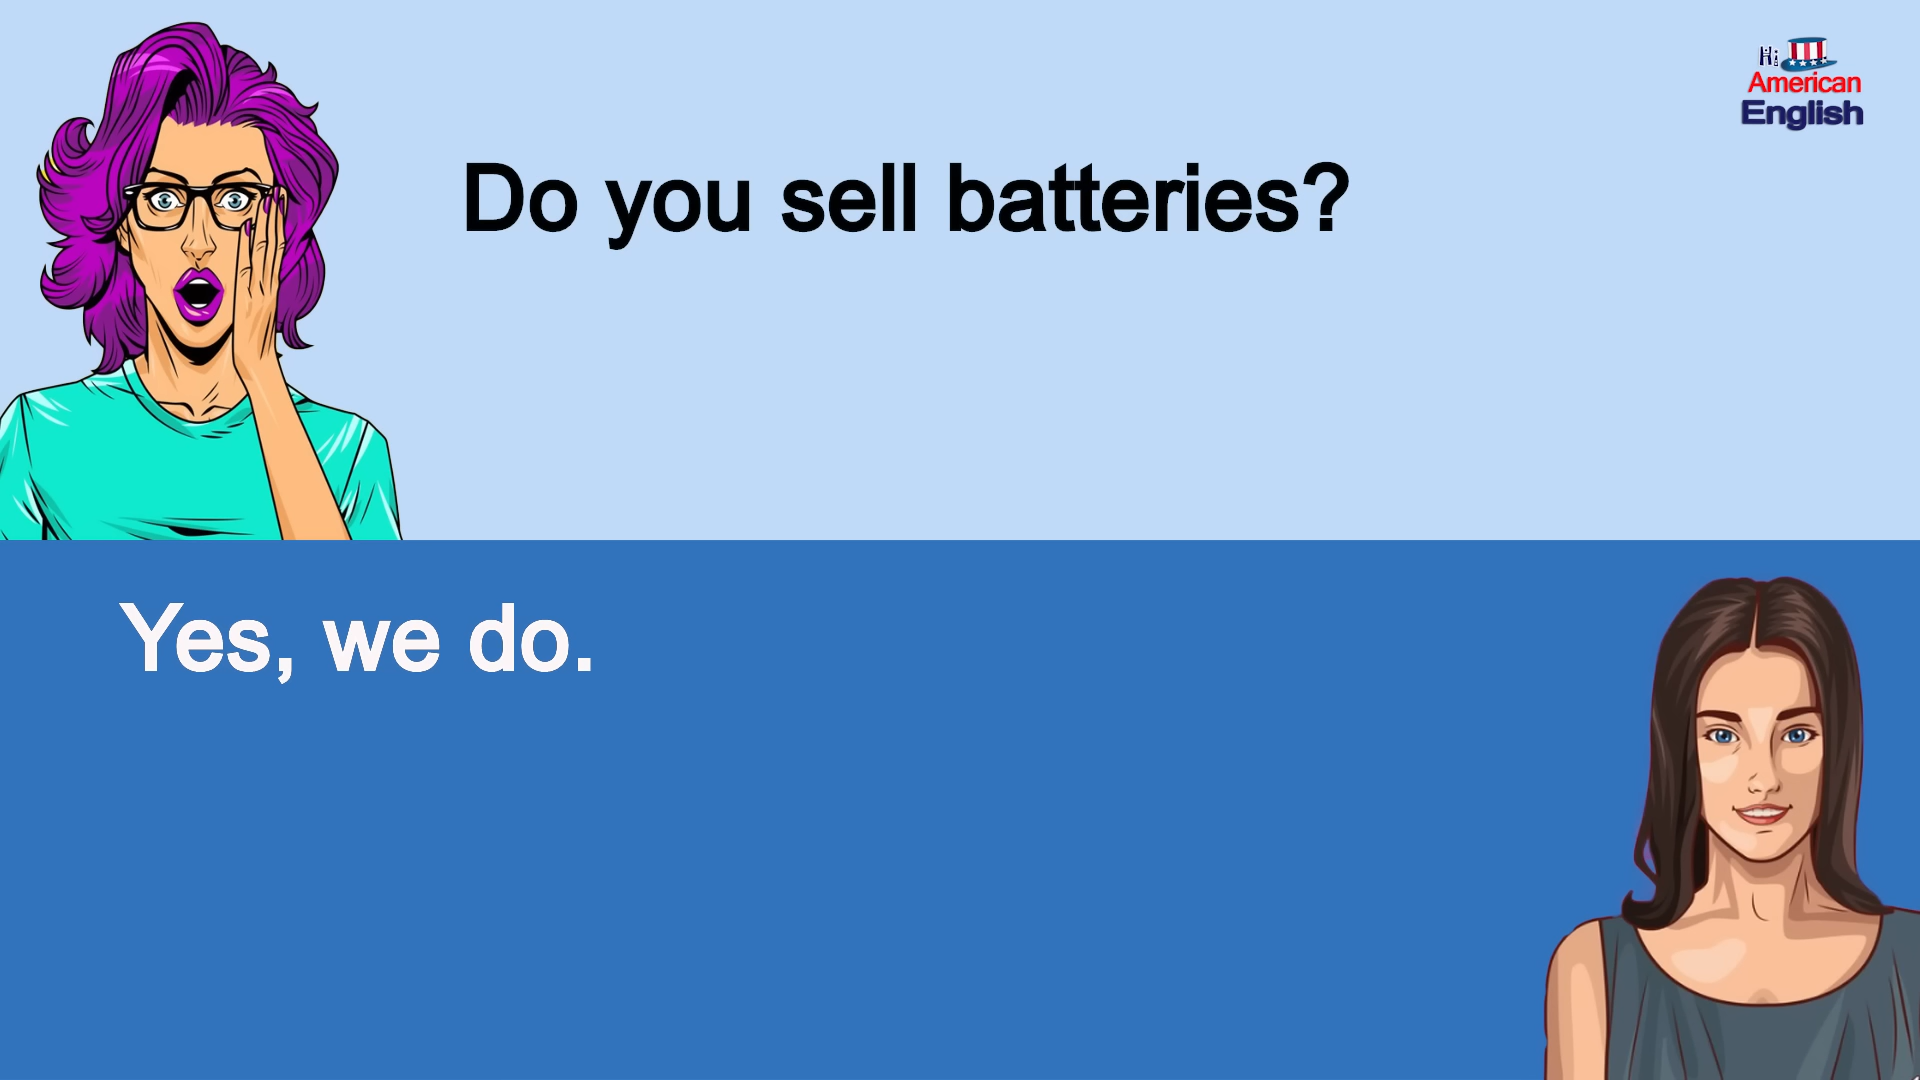 Hi
American
English
Do you sell batteries?
Yes, we do.